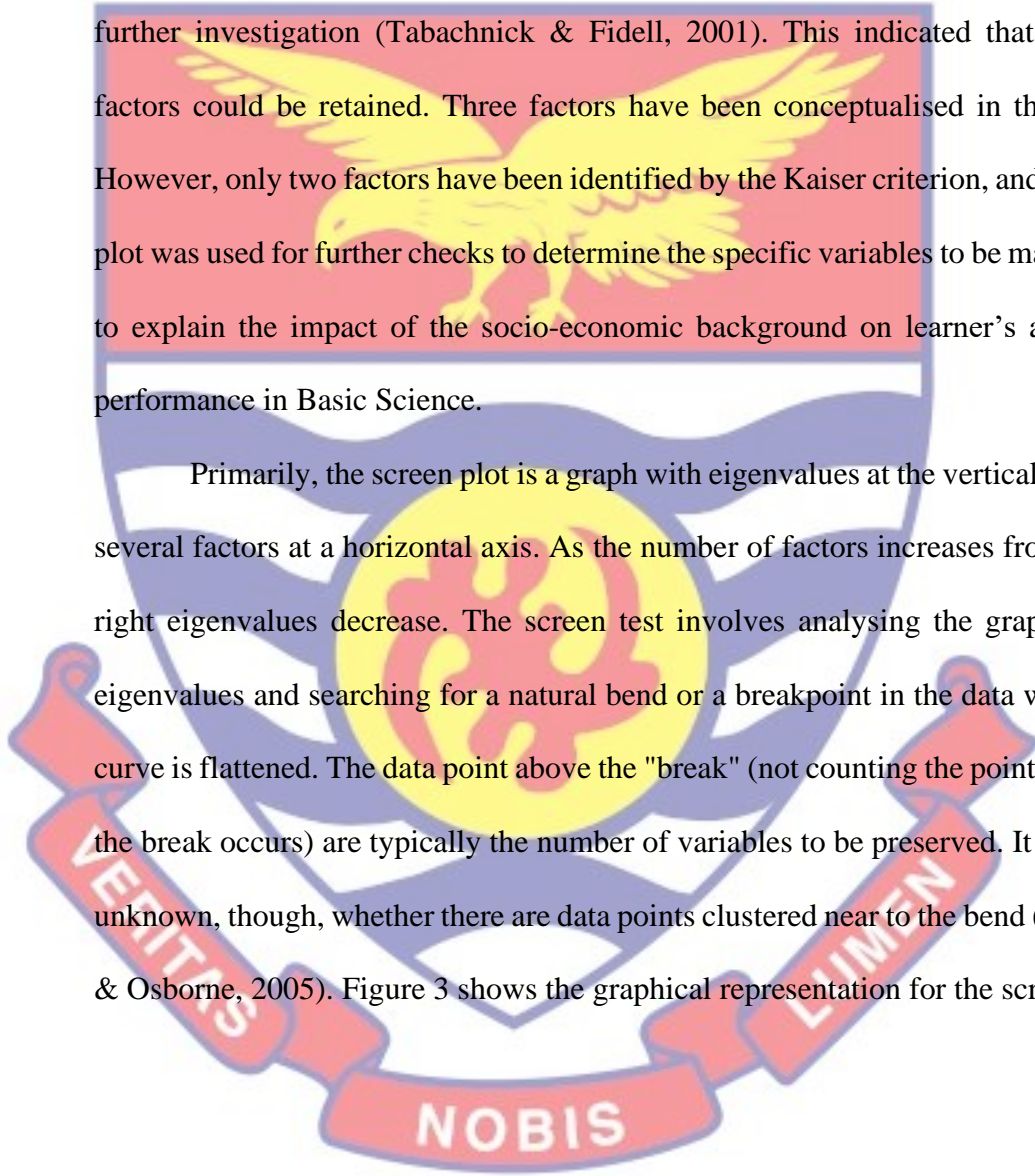 further investigation (Tabachnick & Fidell, 2001). This indicated that
factors could be retained. Three factors have been conceptualised in th
However, only two factors have been identified by the Kaiser criterion, and
plot was used for further checks to determine the specific variables to be ma
to explain the impact of the socio-economic background on learner’s a
performance in Basic Science.
Primarily, the screen plot is a graph with eigenvalues at the vertical
several factors at a horizontal axis. As the number of factors increases fro
right eigenvalues decrease. The screen test involves analysing the grap
eigenvalues and searching for a natural bend or a breakpoint in the data w
curve is flattened. The data point above the "break" (not counting the point
the break occurs) are typically the number of variables to be preserved. It
unknown, though, whether there are data points clustered near to the bend (
& Osborne, 2005). Figure 3 shows the graphical representation for the scr
VERITAS
NOBIS
LUMEN